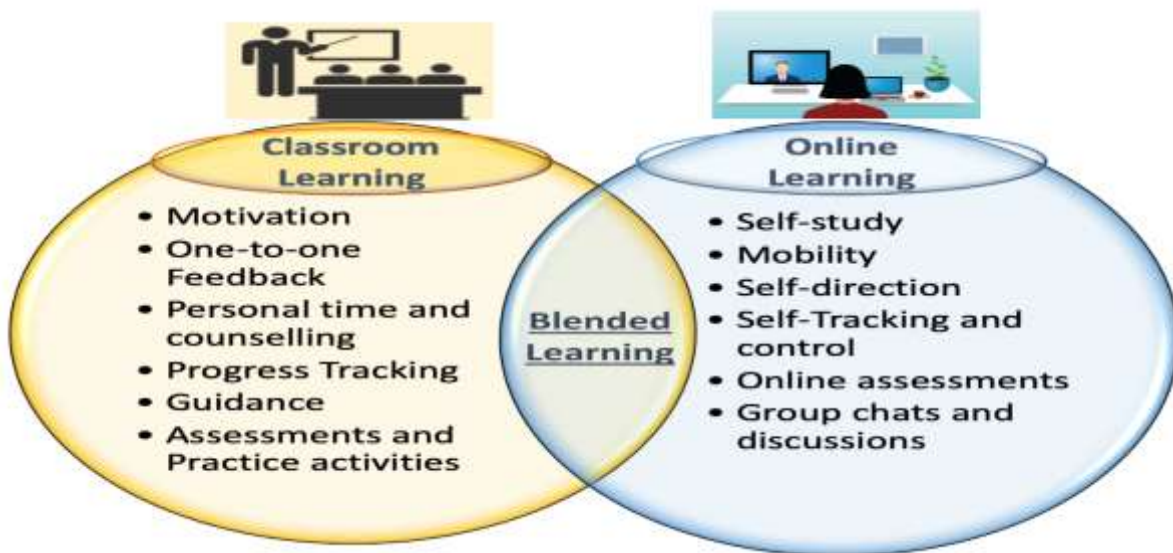 Classroom
Learning
• Motivation
• One-to-one
Feedback
• Personal time and
counselling
• Progress Tracking
• Guidance
• Assessments and
Practice activities
Blended
Learning
Online
Learning
• Self-study
• Mobility
• Self-direction
• Self-Tracking and
control
• Online assessments
• Group chats and
discussions